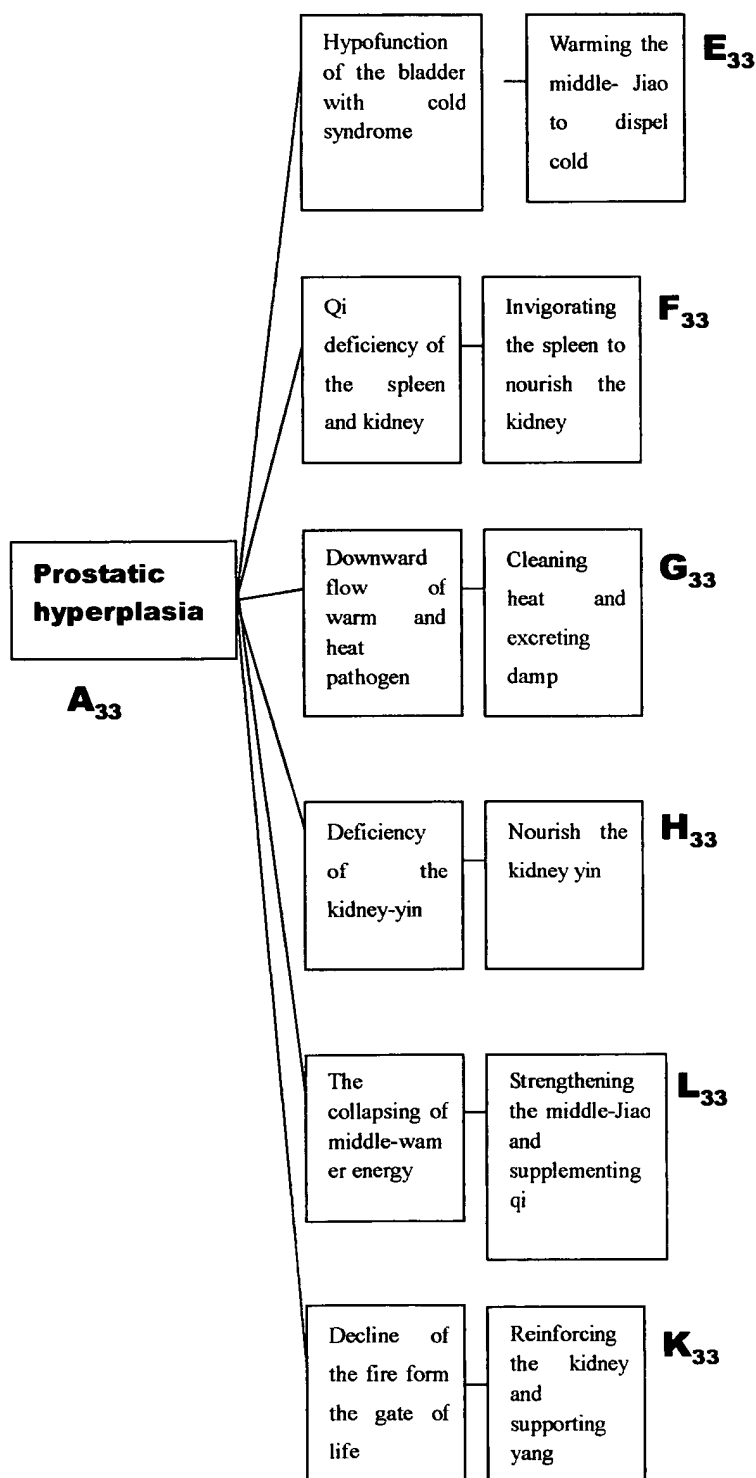 Hypofunction
of the bladder
with cold
syndrome
Warming the
middle- Jiao
to dispel
cold
E33
Qi
deficiency of
the spleen
and kidney
Invigorating
the spleen to
nourish the
kidney
F33
Prostatic
hyperplasia
A33
Downward
flow of
warm and
heat
pathogen
Cleaning
heat and
excreting
damp
G33
Deficiency
of the
kidney-yin
Nourish the
kidney yin
H33
The
collapsing of
middle-wam
er energy
Strengthening
the middle-Jiao
and
supplementing
qi
L33
Decline of
the fire form
the gate of
life
Reinforcing
the kidney
and
supporting
yang
K33